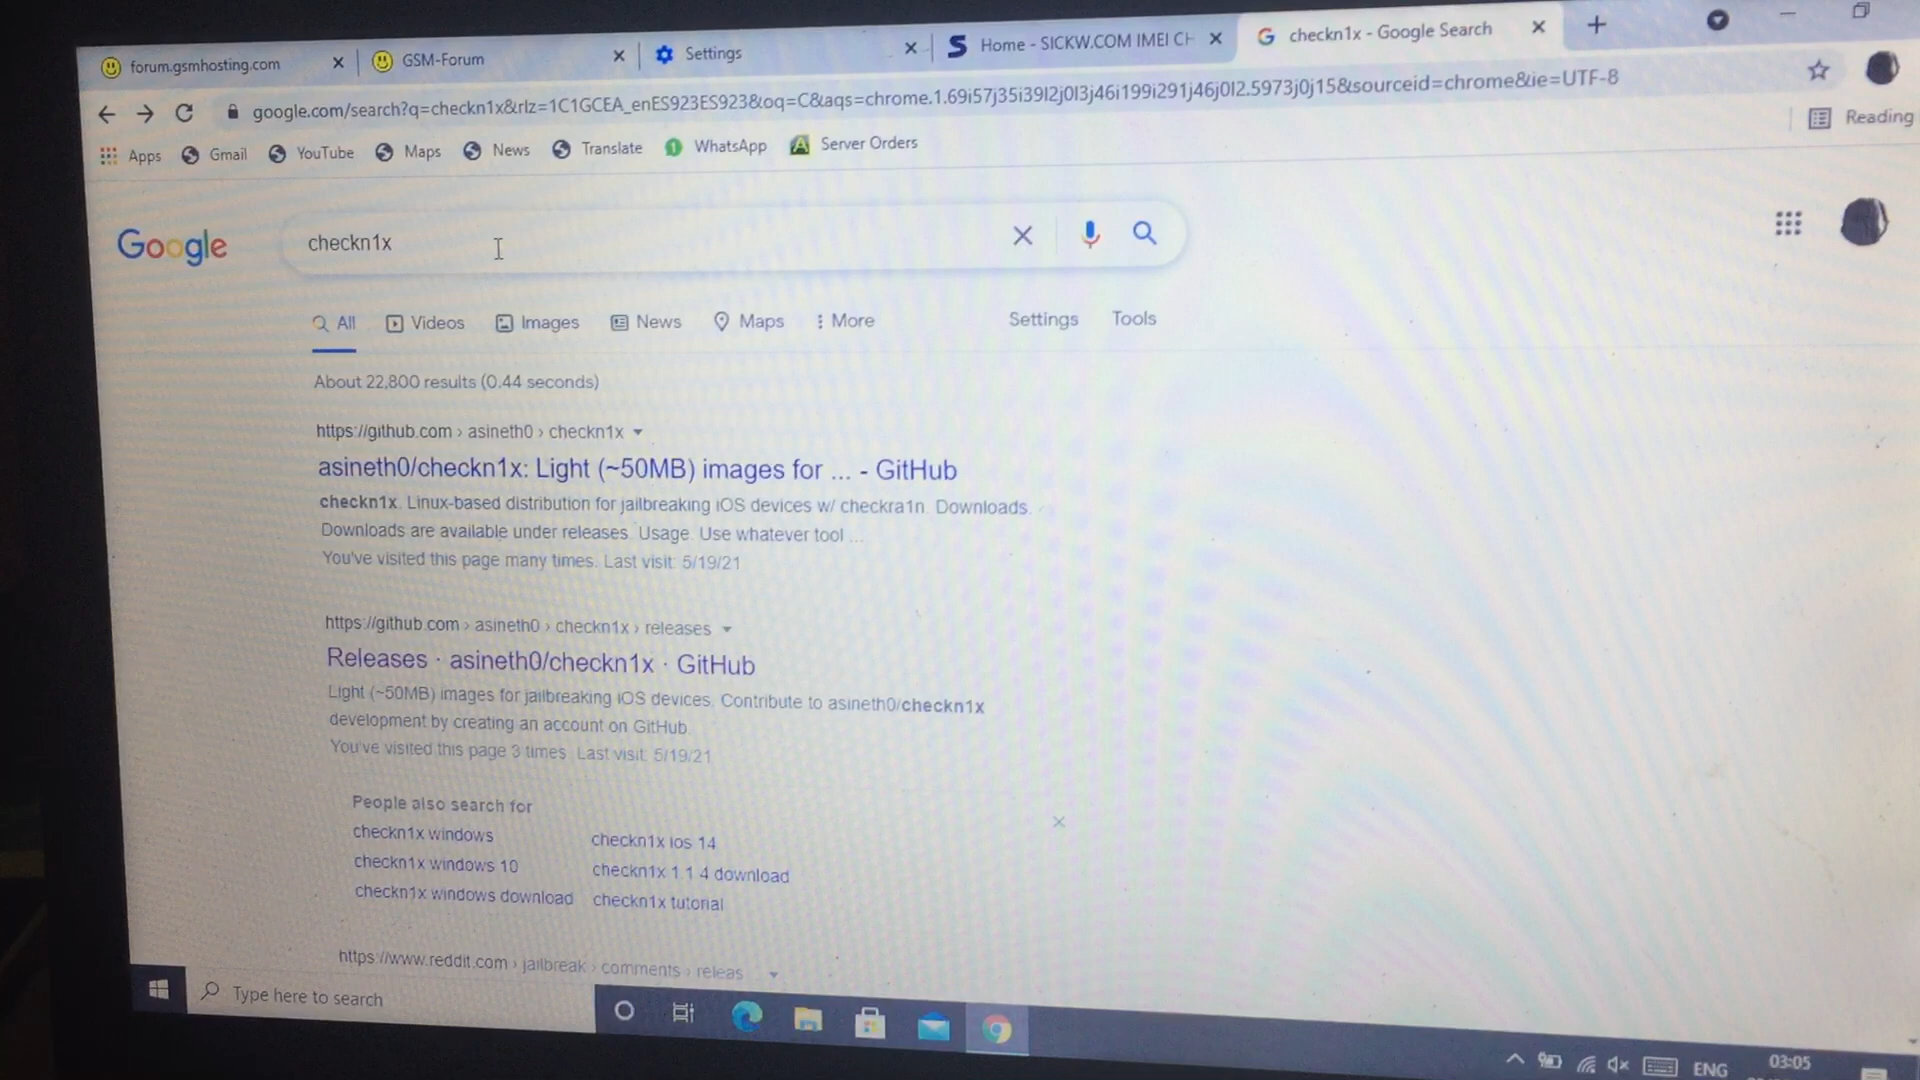 forum.gsmhosting.com
GSM-Forum
Settings
Home - SICKW.COM IMEI CH
checkn1x - Google Search
google.com/search?q=checkn1x&rlz=1C1GCEA_enES923ES923&oq=C&aqs=chrome.1.69i57j35i39l2j0l3j46i199i291j46j0l2.5973j0j15&sourceid=chrome&ie=UTF-8
Apps
Gmail
YouTube
Maps
News
Translate
WhatsApp
Server Orders
Reading
Google
checkn1x
All
Videos
Images
News
Maps
More
Settings
Tools
About 22,800 results (0.44 seconds)
https://github.com › asineth0 › checkn1x
asineth0/checkn1x: Light (~50MB) images for ... - GitHub
checkn1x. Linux-based distribution for jailbreaking iOS devices w/ checkra1n. Downloads.
Downloads are available under releases. Usage. Use whatever tool ...
You've visited this page many times. Last visit: 5/19/21
https://github.com › asineth0 › checkn1x › releases
Releases · asineth0/checkn1x · GitHub
Light (~50MB) images for jailbreaking iOS devices. Contribute to asineth0/checkn1x
development by creating an account on GitHub.
You've visited this page 3 times. Last visit: 5/19/21
People also search for
checkn1x windows
checkn1x ios 14
checkn1x windows 10
checkn1x 1.1 4 download
checkn1x windows download
checkn1x tutorial
https://www.reddit.com › jailbreak › comments › releas
Type here to search
ENG
03:05